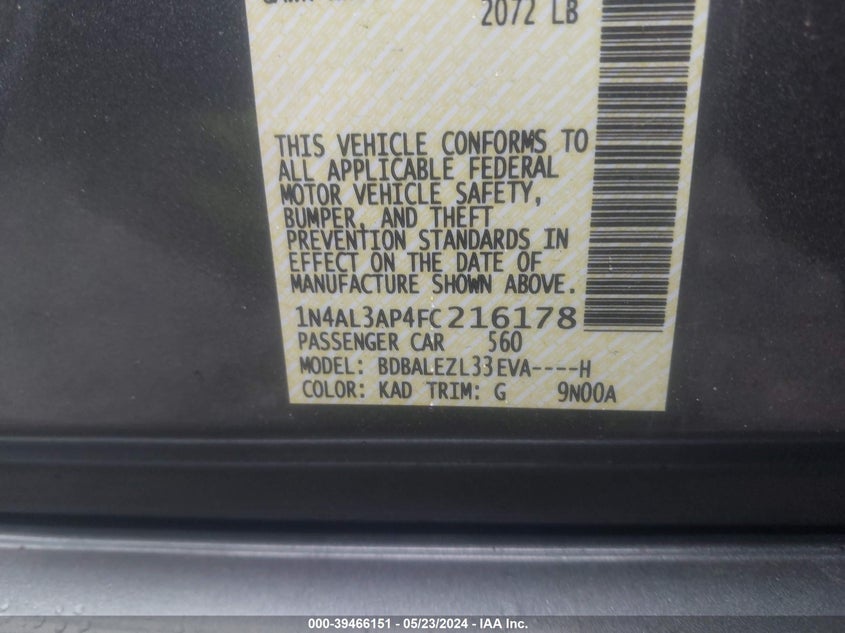 2072 LB
THIS VEHICLE CONFORMS TO
ALL APPLICABLE FEDERAL
MOTOR VEHICLE SAFETY,
BUMPER, AND THEFT
PREVENTION STANDARDS IN
EFFECT ON THE DATE OF
MANUFACTURE SHOWN ABOVE.
1N4AL3AP4FC216178
PASSENGER CAR 560
MODEL: BDBALEZL33EVA----H
COLOR: KAD TRIM: G 9N00A
000-39466151 - 05/23/2024 - IAA Inc.